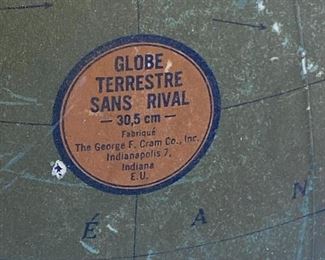 GLOBE
TERRESTRE
SANS RIVAL
— 30,5 cm —
Fabriqué
The George F. Cram Co., Inc.
Indianapolis 7,
Indiana
E.U.
É A N